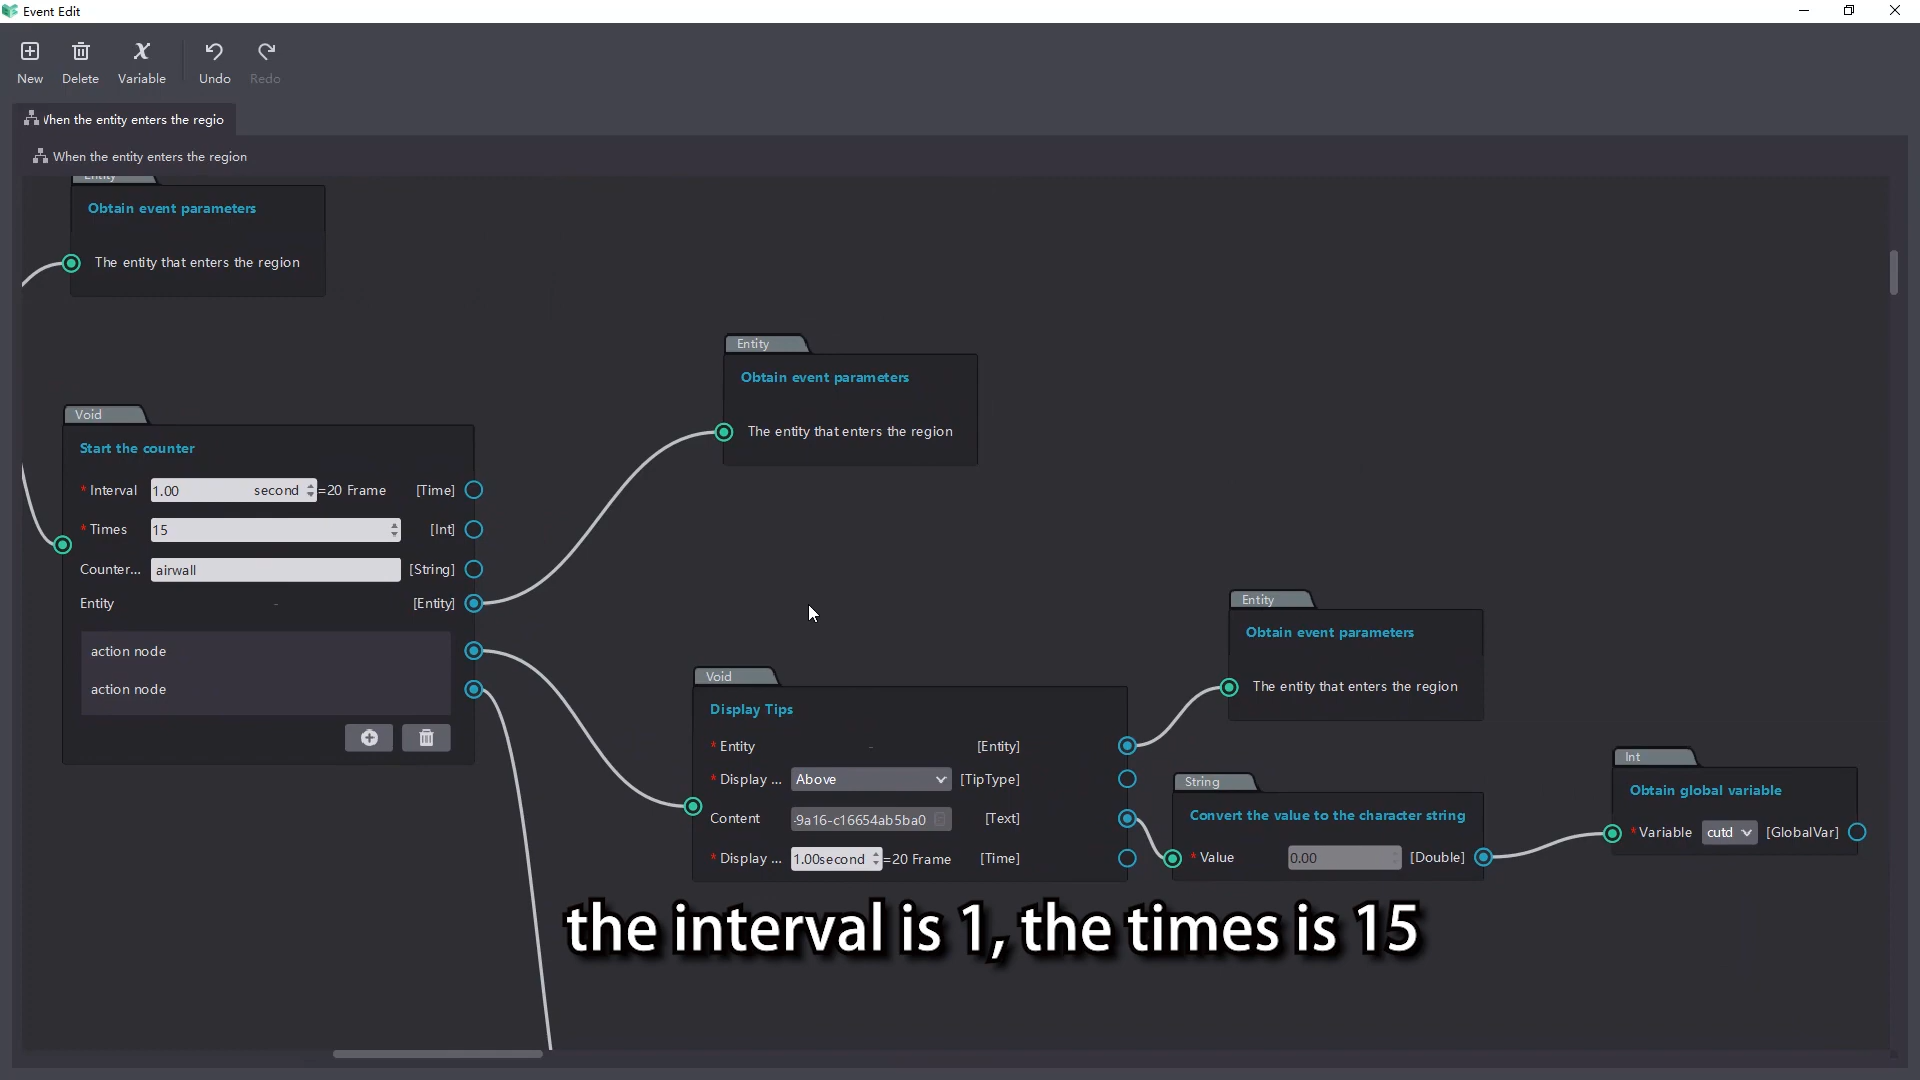 Event Edit
New
Delete
Variable
Undo
Redo
When the entity enters the regio
When the entity enters the region
Entity
Obtain event parameters
The entity that enters the region
Entity
Obtain event parameters
The entity that enters the region
Void
Start the counter
* Interval 1.00 second =20 Frame [Time]
* Times 15 [Int]
Counter... airwall [String]
Entity - [Entity]
action node
action node
Entity
Obtain event parameters
The entity that enters the region
Void
Display Tips
* Entity - [Entity]
* Display ... Above [TipType]
Content -9a16-c16654ab5ba0 [Text]
* Display ... 1.00second =20 Frame [Time]
String
Convert the value to the character string
* Value 0.00 [Double]
Int
Obtain global variable
* Variable cutd [GlobalVar]
the interval is 1, the times is 15